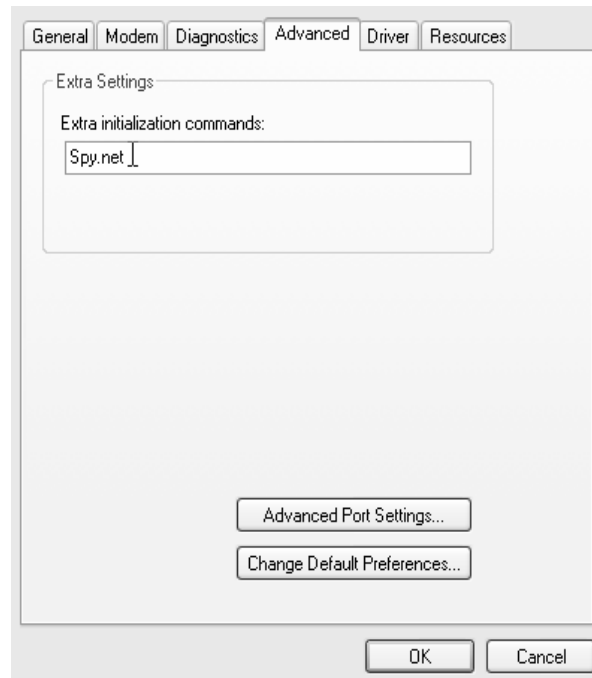 General Modem Diagnostics Advanced Driver Resources
Extra Settings
Extra initialization commands:
Spy.net
Advanced Port Settings...
Change Default Preferences...
OK Cancel